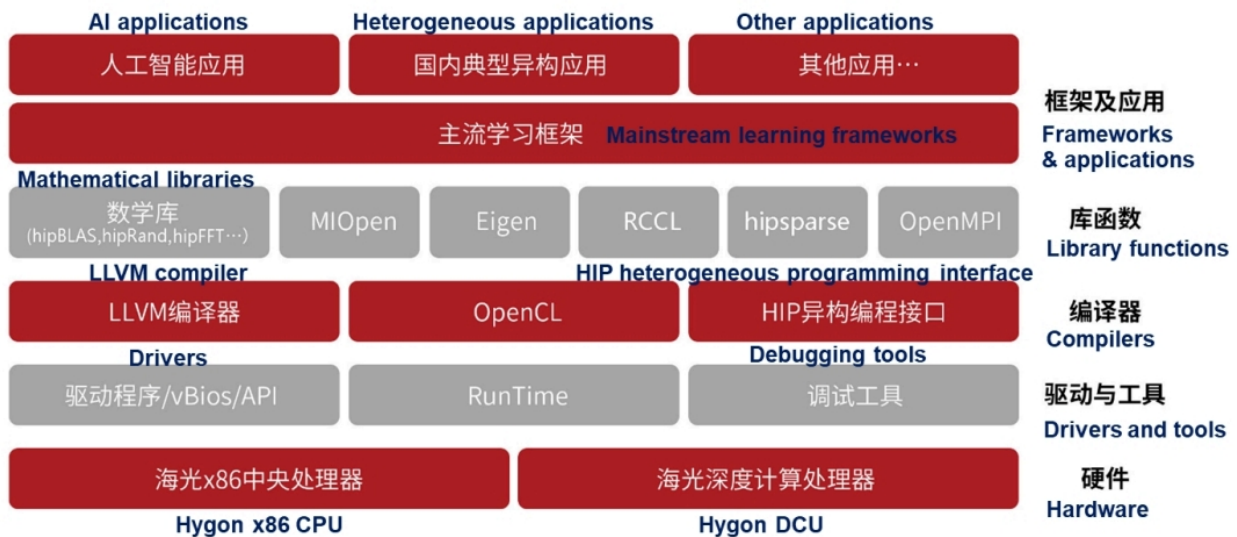 AI applications
Heterogeneous applications
Other applications
人工智能应用
国内典型异构应用
其他应用…
框架及应用
Frameworks
& applications
主流学习框架 Mainstream learning frameworks
Mathematical libraries
数学库
(hipBLAS,hipRand,hipFFT…)
MIOpen
Eigen
RCCL
hipsparse
OpenMPI
库函数
Library functions
LLVM compiler
HIP heterogeneous programming interface
LLVM编译器
OpenCL
HIP异构编程接口
编译器
Compilers
Drivers
Debugging tools
驱动程序/vBios/API
RunTime
调试工具
驱动与工具
Drivers and tools
海光x86中央处理器
海光深度计算处理器
硬件
Hardware
Hygon x86 CPU
Hygon DCU